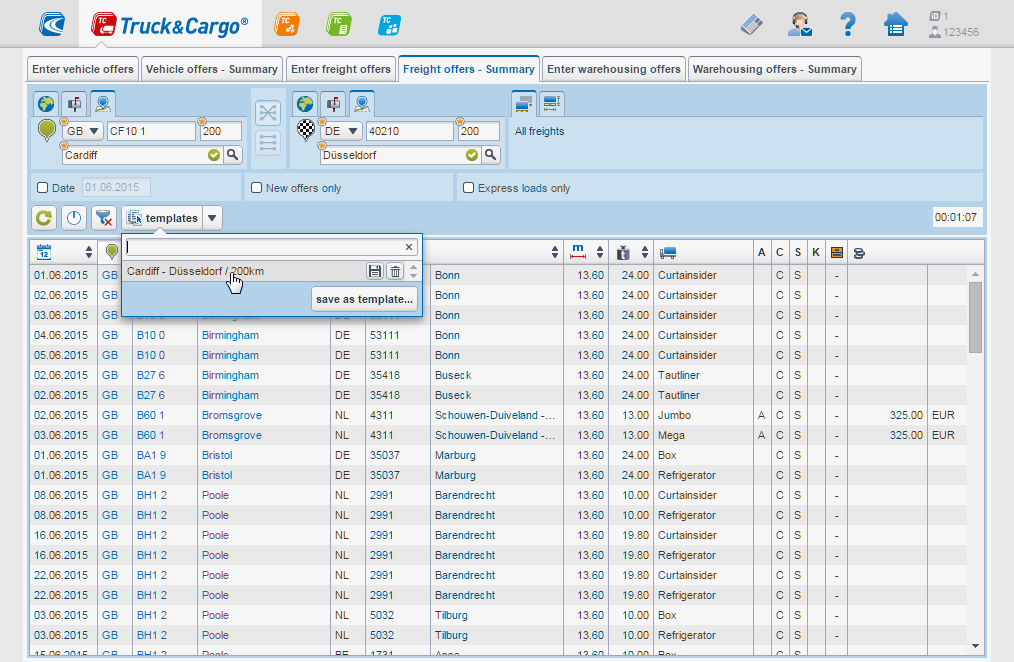 TC Truck&Cargo® TC TC TC ? ID 1
123456
Enter vehicle offers Vehicle offers - Summary Enter freight offers Freight offers - Summary Enter warehousing offers Warehousing offers - Summary
GB CF10 1 200 DE 40210 200 All freights
Cardiff Düsseldorf
Date 01.06.2015 New offers only Express loads only
templates 00:01:07
12 m t A C S K
Cardiff - Düsseldorf / 200km
save as template...
01.06.2015 GB Bonn 13.60 24.00 Curtainsider C S -
02.06.2015 GB Bonn 13.60 24.00 Curtainsider C S -
03.06.2015 GB Bonn 13.60 24.00 Curtainsider C S -
04.06.2015 GB B10 0 Birmingham DE 53111 Bonn 13.60 24.00 Curtainsider C S -
05.06.2015 GB B10 0 Birmingham DE 53111 Bonn 13.60 24.00 Curtainsider C S -
02.06.2015 GB B27 6 Birmingham DE 35418 Buseck 13.60 24.00 Tautliner C S -
02.06.2015 GB B27 6 Birmingham DE 35418 Buseck 13.60 24.00 Tautliner C S -
02.06.2015 GB B60 1 Bromsgrove NL 4311 Schouwen-Duiveland -... 13.60 13.00 Jumbo A C S - 325.00 EUR
03.06.2015 GB B60 1 Bromsgrove NL 4311 Schouwen-Duiveland -... 13.60 13.00 Mega A C S - 325.00 EUR
01.06.2015 GB BA1 9 Bristol DE 35037 Marburg 13.60 24.00 Box C S -
01.06.2015 GB BA1 9 Bristol DE 35037 Marburg 13.60 24.00 Refrigerator C S -
08.06.2015 GB BH1 2 Poole NL 2991 Barendrecht 13.60 10.00 Curtainsider C S -
08.06.2015 GB BH1 2 Poole NL 2991 Barendrecht 13.60 10.00 Refrigerator C S -
16.06.2015 GB BH1 2 Poole NL 2991 Barendrecht 13.60 19.80 Curtainsider C S -
16.06.2015 GB BH1 2 Poole NL 2991 Barendrecht 13.60 19.80 Refrigerator C S -
22.06.2015 GB BH1 2 Poole NL 2991 Barendrecht 13.60 19.80 Curtainsider C S -
22.06.2015 GB BH1 2 Poole NL 2991 Barendrecht 13.60 19.80 Refrigerator C S -
03.06.2015 GB BH1 2 Poole NL 5032 Tilburg 13.60 10.00 Box C S -
03.06.2015 GB BH1 2 Poole NL 5032 Tilburg 13.60 10.00 Refrigerator C S -